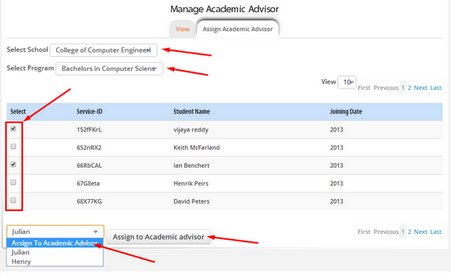 Manage Academic Advisor
View Assign Academic Advisor
Select School College of Computer Engineeri
Select Program Bachelors in Computer Scienc
View 10
First Previous 1 2 Next Last
Select Service-ID Student Name Joining Date
152fFKrL vijaya reddy 2013
652nRX2 Keith McFarland 2013
66RbCAL Ian Benchert 2013
67G8eta Henrik Peirs 2013
68X77KG David Peters 2013
Julian Assign To Academic advisor First Previous 1 2 Next Last
Assign To Academic Adviso
Julian
Henry